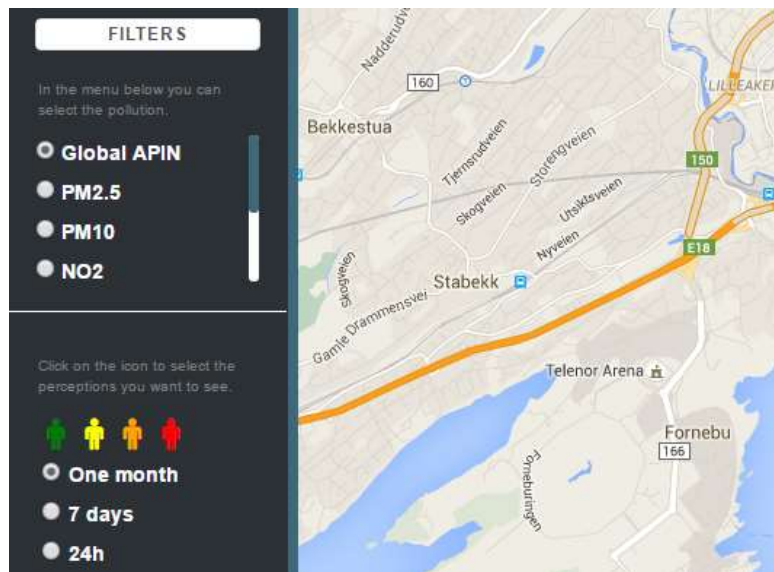 FILTERS
In the menu below you can
select the pollution.
Global APIN
PM2.5
PM10
NO2
Click on the icon to select the
perceptions you want to see.
One month
7 days
24h
Nadderudveien
160
LILLEAKER
Bekkestua
Tjernsrudveien
Storengveien
150
Skogveien
Utsiktsveien
Nyveien
E18
Skogveien
Stabekk
Gamle Drammensvei
Telenor Arena
Fornebu
166
Forneburingen